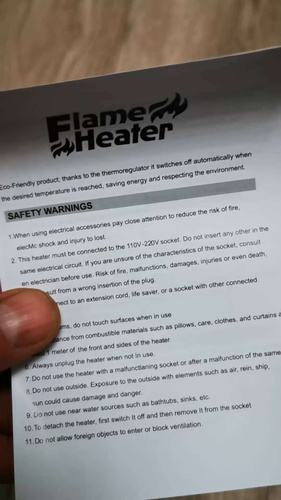 Flame
Heater
Eco-Friendly product; thanks to the thermoregulator it switches off automatically when
the desired temperature is reached, saving energy and respecting the environment.
SAFETY WARNINGS
1.When using electrical accessories pay close attention to reduce the risk of fire,
elecMc shock and injury to lost.
2. This heater must be connected to the 110V -220V socket. Do not insert any other in the
same electrical circuit. If you are unsure of the characteristics of the socket, consult
en electrician before use. Risk of fire, malfunctions, damages, injuries or even death,
from a wrong insertion of the plug.
to an extension cord, life saver, or a socket with other connected
do not touch surfaces when in use
from combustible materials such as pillows, care, clothes, and curtains
1 meter of the front and sides of the heater.
6. Always unplug the heater when not in use.
7. Do not use the heater with a malfunctianing socket or after a malfunction of the same
8. Do not use outside. Exposure to the outside with elements such as air, rein, ship,
sun could cause damage and danger.
9. Do not use near water sources such as bathtubs, sinks, etc.
10. To detach the heater, first switch it off and then remove it from the socket
11. Do not allow foreign objects to enter or block ventilation.